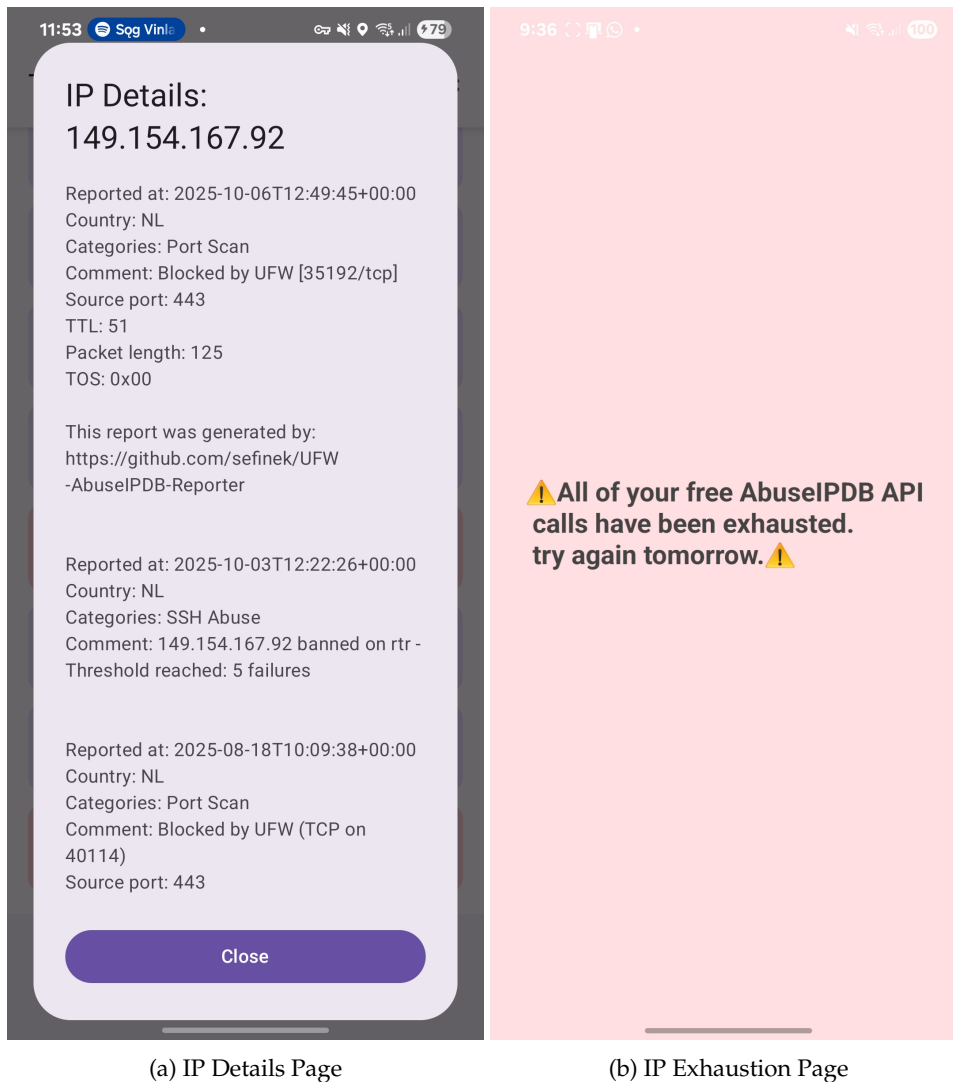 11:53 Sǫg Vinla 79
IP Details:
149.154.167.92
Reported at: 2025-10-06T12:49:45+00:00
Country: NL
Categories: Port Scan
Comment: Blocked by UFW [35192/tcp]
Source port: 443
TTL: 51
Packet length: 125
TOS: 0x00
This report was generated by:
https://github.com/sefinek/UFW
-AbuseIPDB-Reporter
Reported at: 2025-10-03T12:22:26+00:00
Country: NL
Categories: SSH Abuse
Comment: 149.154.167.92 banned on rtr -
Threshold reached: 5 failures
Reported at: 2025-08-18T10:09:38+00:00
Country: NL
Categories: Port Scan
Comment: Blocked by UFW (TCP on
40114)
Source port: 443
Close
(a) IP Details Page
9:36 100
⚠️All of your free AbuseIPDB API
calls have been exhausted.
try again tomorrow.⚠️
(b) IP Exhaustion Page